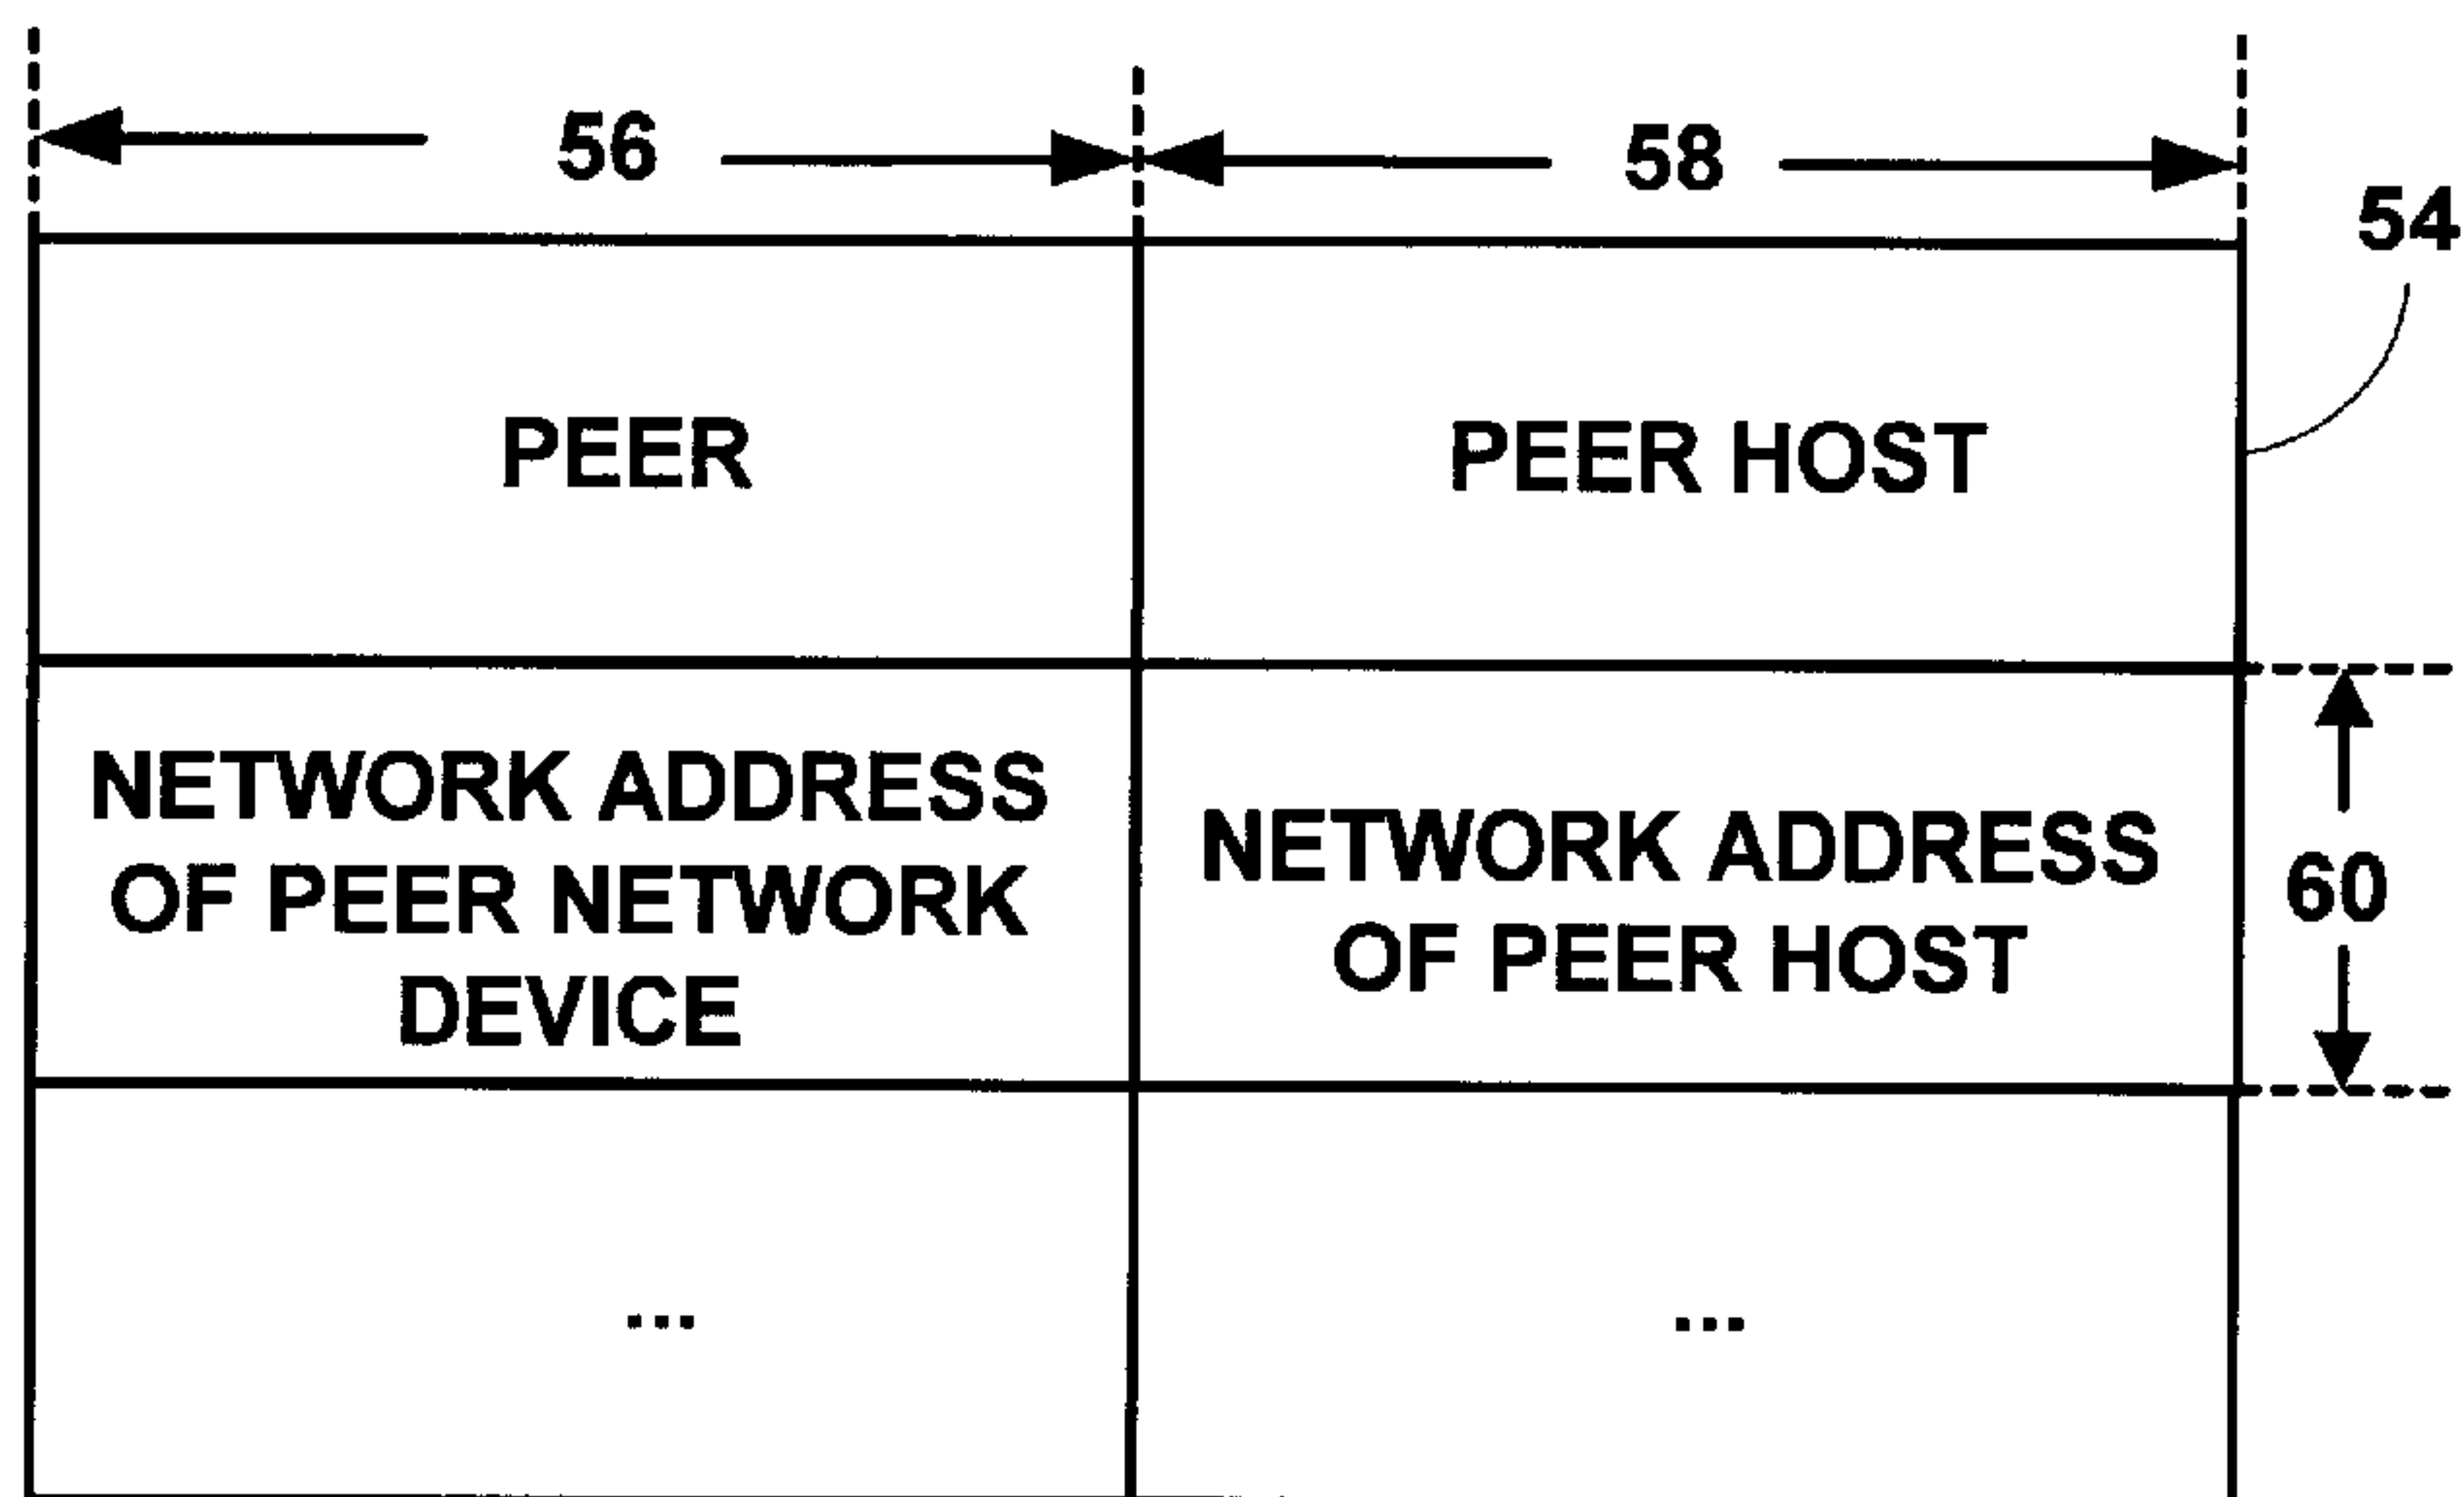 56
58
54
PEER
PEER HOST
NETWORK ADDRESS
OF PEER NETWORK
DEVICE
NETWORK ADDRESS
OF PEER HOST
60
...
...